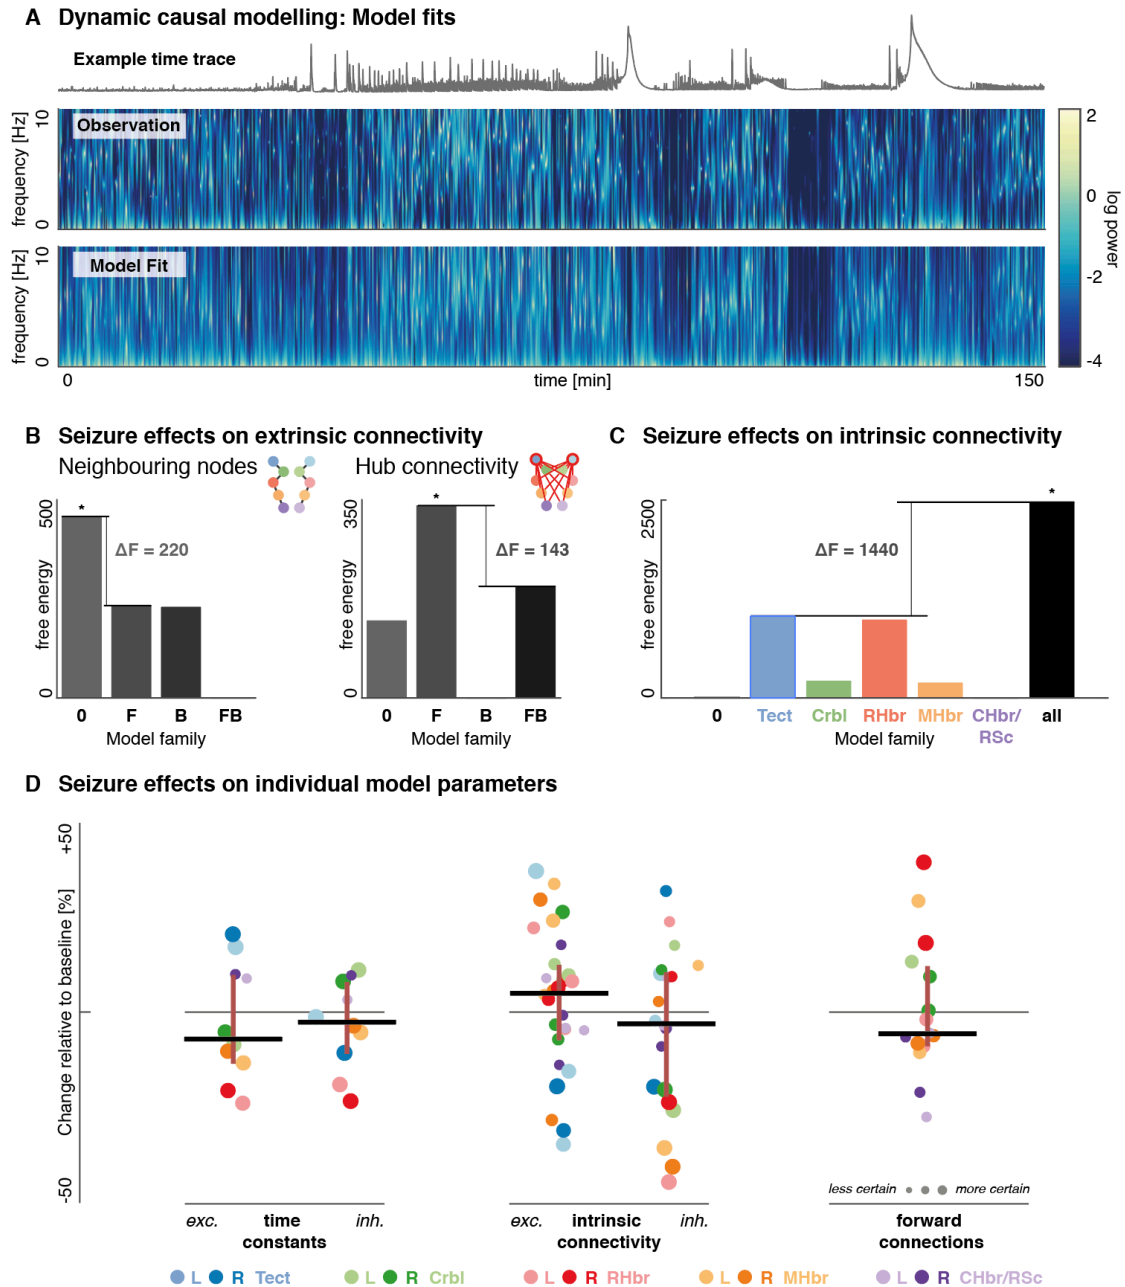 A Dynamic causal modelling: Model fits
Example time trace
Observation
frequency [Hz]
10
0
Model Fit
frequency [Hz]
10
0
0
time [min]
150
2
0
-2
-4
log power
B Seizure effects on extrinsic connectivity
Neighbouring nodes
500
0
free energy
*
ΔF = 220
0 F B FB
Model family
Hub connectivity
350
0
free energy
*
ΔF = 143
0 F B FB
Model family
C Seizure effects on intrinsic connectivity
2500
0
free energy
*
ΔF = 1440
0 Tect Crbl RHbr MHbr CHbr/ all
RSc
Model family
D Seizure effects on individual model parameters
+50
Change relative to baseline [%]
-50
less certain more certain
exc. time inh.
constants
exc. intrinsic inh.
connectivity
forward
connections
L R Tect L R Crbl L R RHbr L R MHbr L R CHbr/RSc